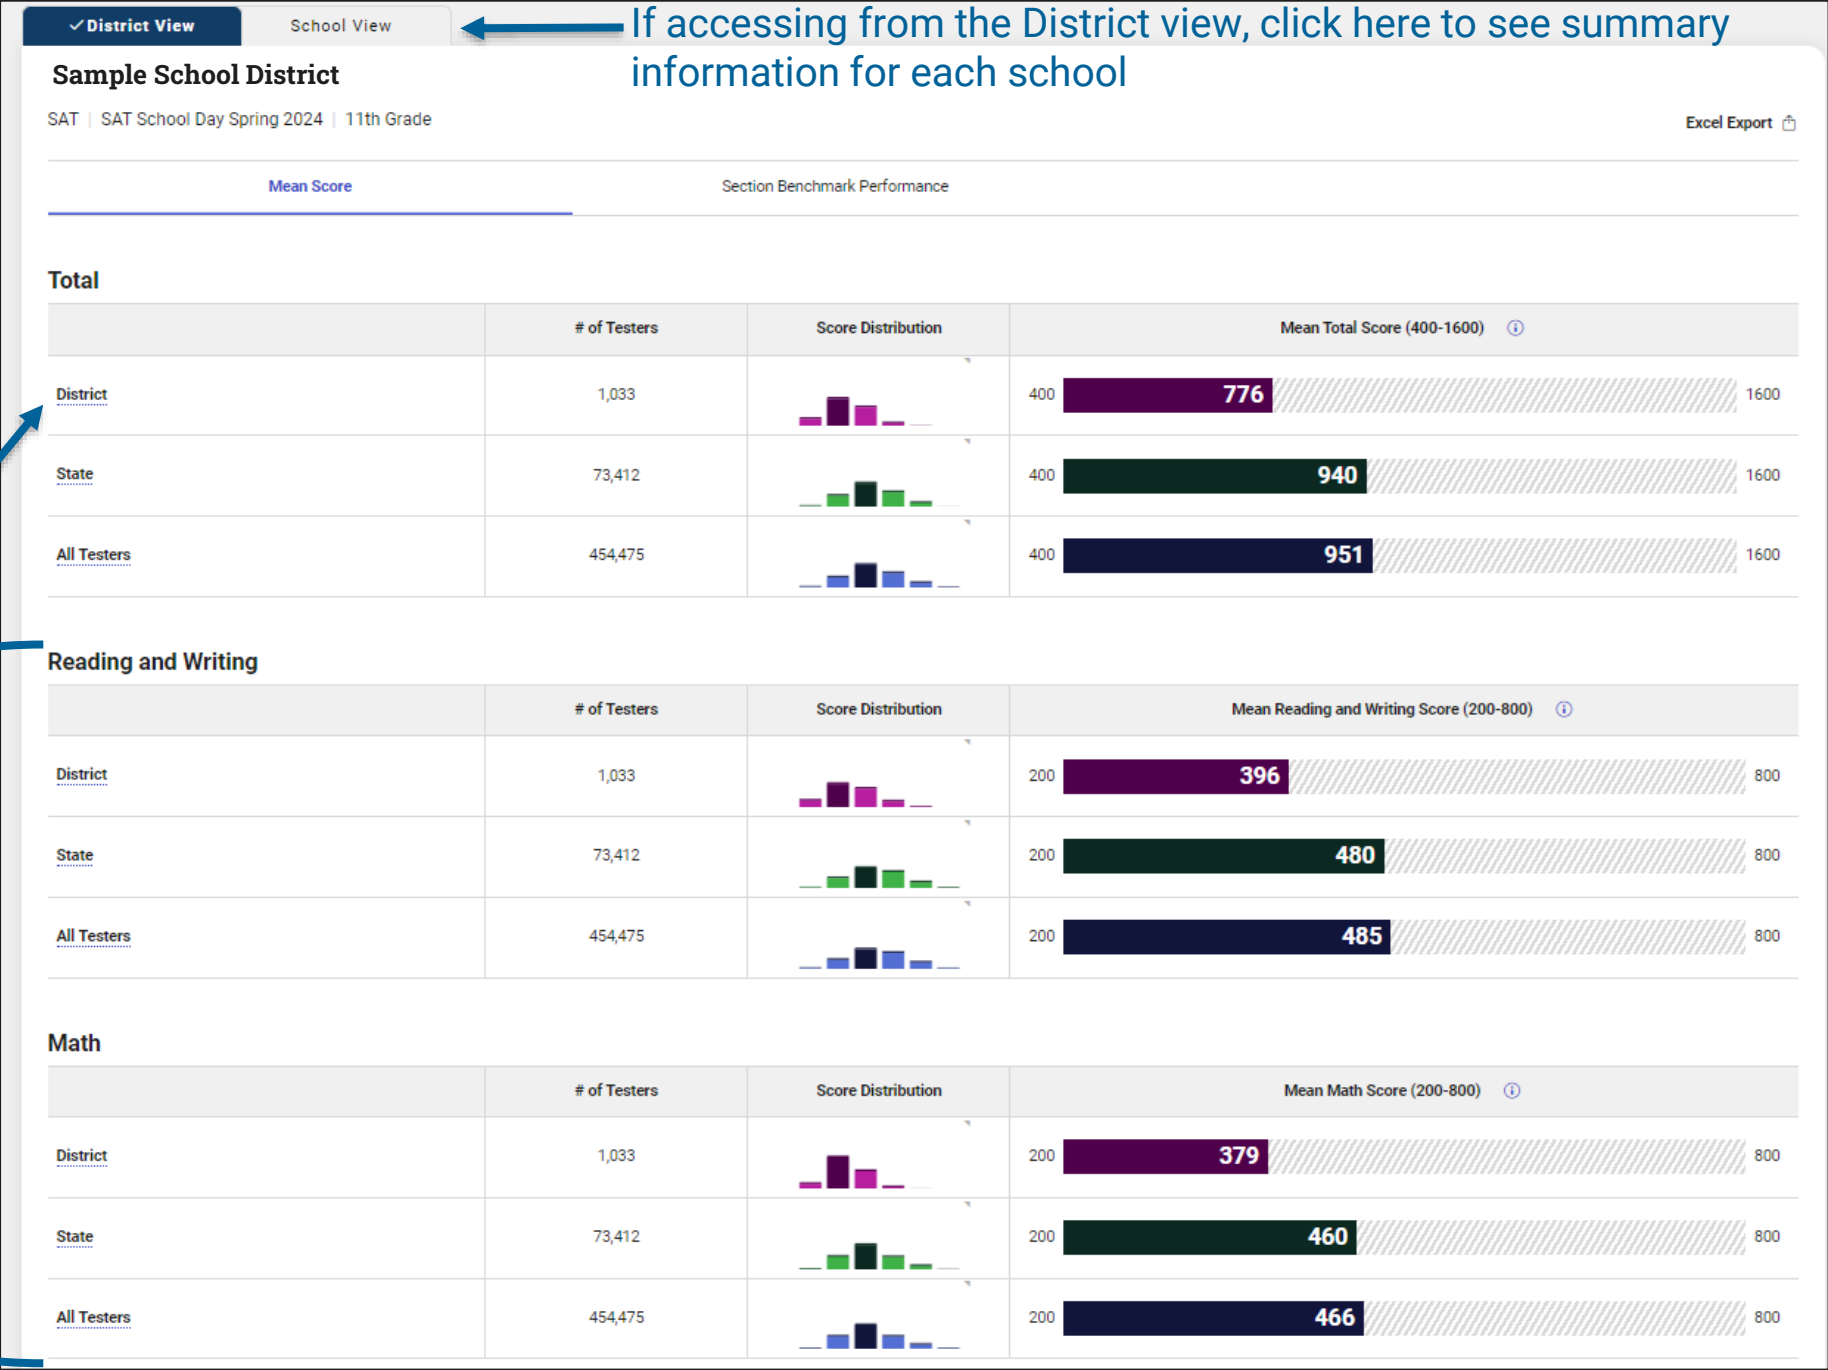 ✓District View School View
If accessing from the District view, click here to see summary
information for each school
Sample School District
SAT | SAT School Day Spring 2024 | 11th Grade
Excel Export
Mean Score Section Benchmark Performance
Total
# of Testers Score Distribution Mean Total Score (400-1600)
District 1,033 400 776 1600
State 73,412 400 940 1600
All Testers 454,475 400 951 1600
Reading and Writing
# of Testers Score Distribution Mean Reading and Writing Score (200-800)
District 1,033 200 396 800
State 73,412 200 480 800
All Testers 454,475 200 485 800
Math
# of Testers Score Distribution Mean Math Score (200-800)
District 1,033 200 379 800
State 73,412 200 460 800
All Testers 454,475 200 466 800